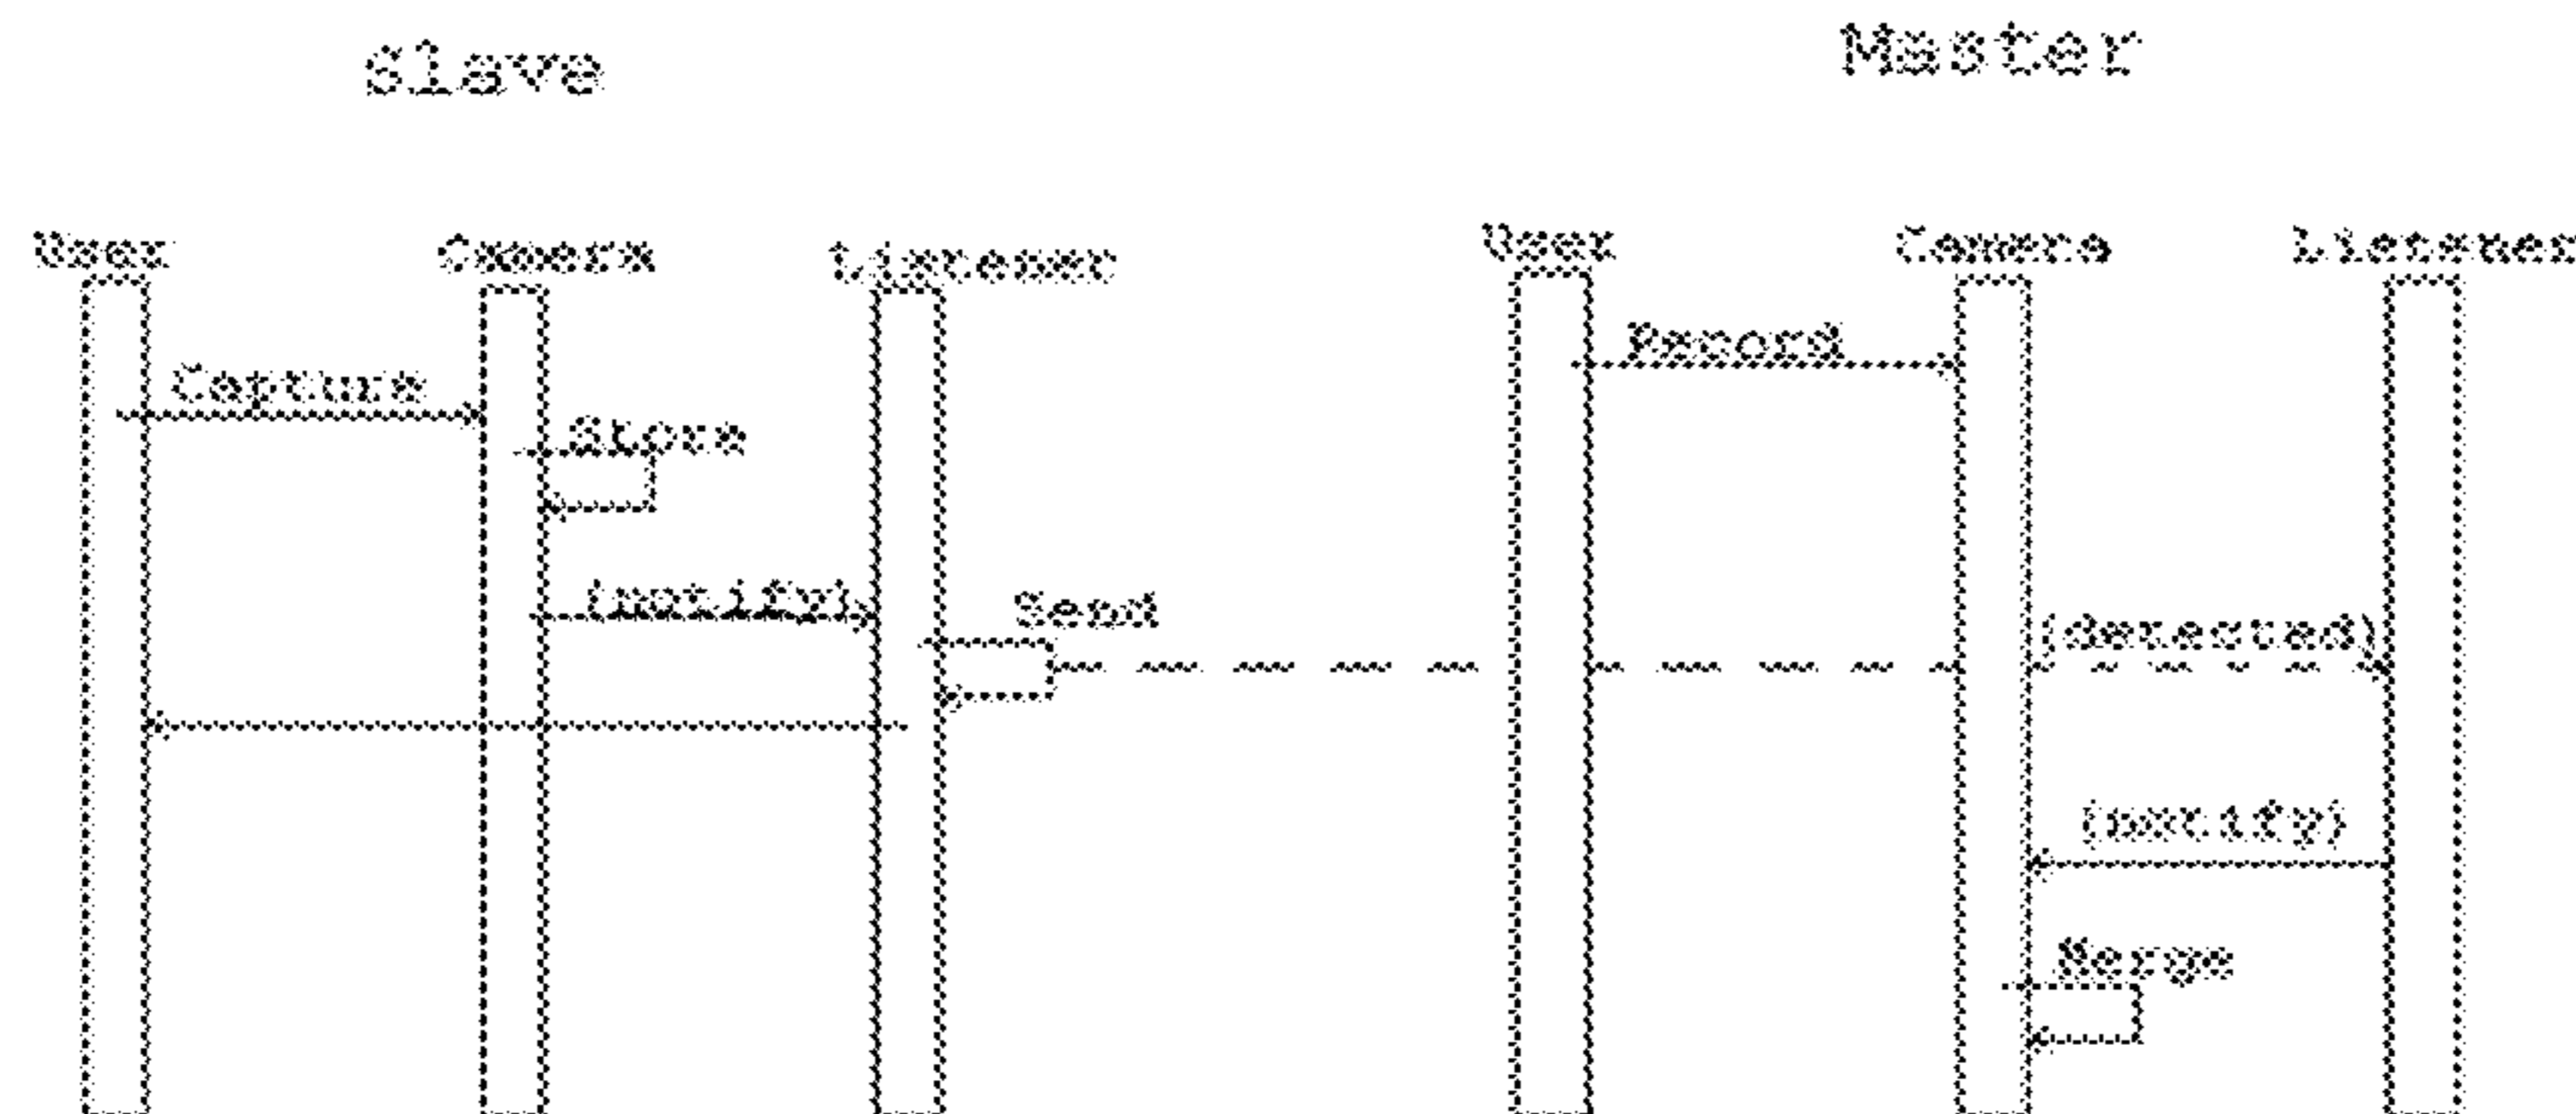 Slave
Master
User
Camera
Listener
User
Camera
Listener
Record
Capture
Store
(notify)
Send
(detected)
(notify)
Merge